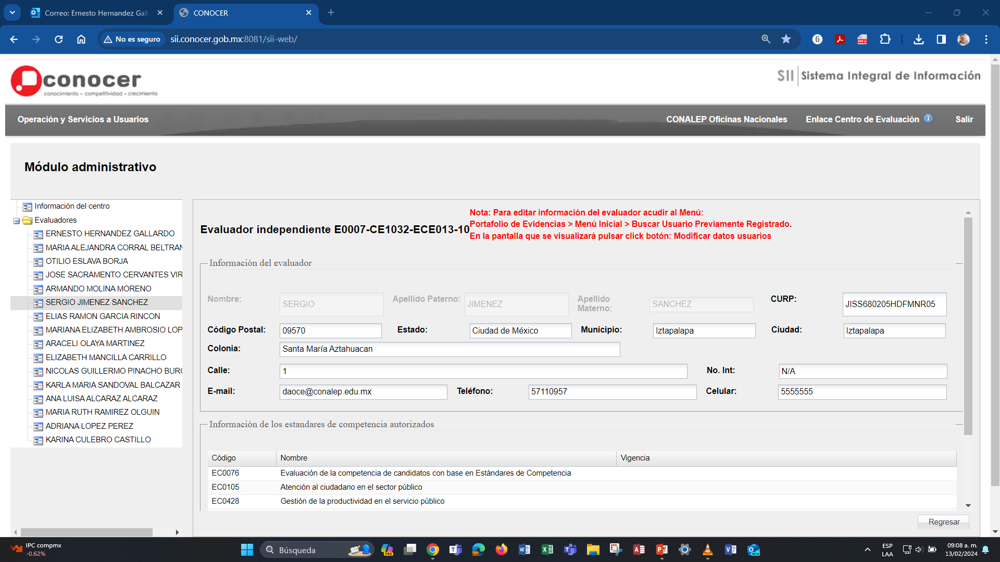 Correo: Ernesto Hernandez Gall
CONOCER
No es seguro
sii.conocer.gob.mx:8081/sii-web/
conocer
conocimiento • competitividad • crecimiento
SII | Sistema Integral de Información
Operación y Servicios a Usuarios
CONALEP Oficinas Nacionales
Enlace Centro de Evaluación
Salir
Módulo administrativo
Información del centro
Evaluadores
ERNESTO HERNANDEZ GALLARDO
MARIA ALEJANDRA CORRAL BELTRAN
OTILIO ESLAVA BORJA
JOSE SACRAMENTO CERVANTES VIR
ARMANDO MOLINA MORENO
SERGIO JIMENEZ SANCHEZ
ELIAS RAMON GARCIA RINCON
MARIANA ELIZABETH AMBROSIO LOP
ARACELI OLAYA MARTINEZ
ELIZABETH MANCILLA CARRILLO
NICOLAS GUILLERMO PINACHO BURG
KARLA MARIA SANDOVAL BALCAZAR
ANA LUISA ALCARAZ ALCARAZ
MARIA RUTH RAMIREZ OLGUIN
ADRIANA LOPEZ PEREZ
KARINA CULEBRO CASTILLO
Evaluador independiente E0007-CE1032-ECE013-10
Nota: Para editar información del evaluador acudir al Menú:
Portafolio de Evidencias > Menú Inicial > Buscar Usuario Previamente Registrado.
En la pantalla que se visualizará pulsar click botón: Modificar datos usuarios
Información del evaluador
Nombre: SERGIO Apellido Paterno: JIMENEZ Apellido Materno: SANCHEZ CURP: JISS680205HDFMNR05
Código Postal: 09570 Estado: Ciudad de México Municipio: Iztapalapa Ciudad: Iztapalapa
Colonia: Santa María Aztahuacan
Calle: 1 No. Int: N/A
E-mail: daoce@conalep.edu.mx Teléfono: 57110957 Celular: 5555555
Información de los estandares de competencia autorizados
Código Nombre Vigencia
EC0076 Evaluación de la competencia de candidatos con base en Estándares de Competencia
EC0105 Atención al ciudadano en el sector público
EC0428 Gestión de la productividad en el servicio público
Regresar
IPC compmx
-0.62%
Búsqueda
PRE
NEW
ESP
LAA
09:08 a. m.
13/02/2024